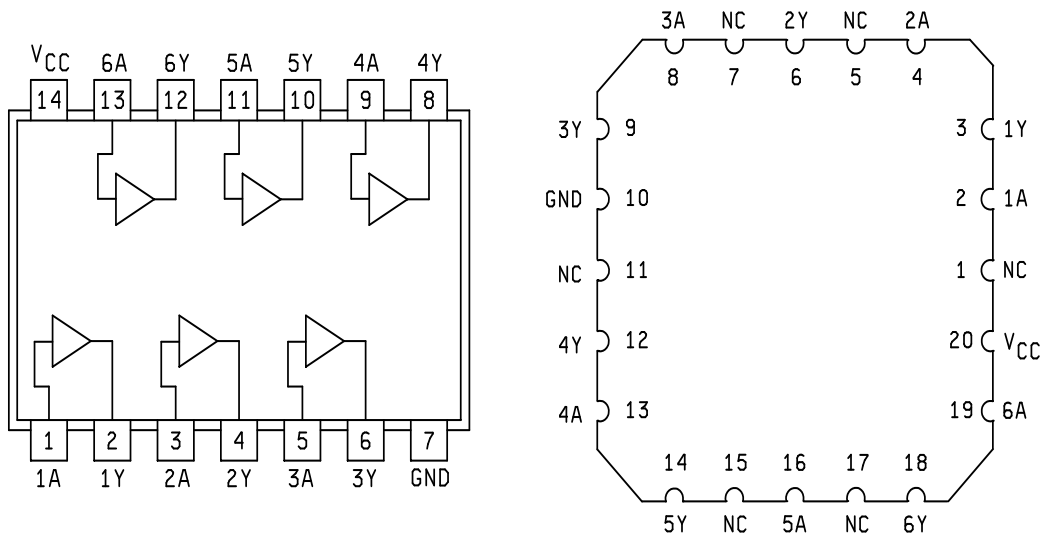 VCC 6A 6Y 5A 5Y 4A 4Y
14 13 12 11 10 9 8
1 2 3 4 5 6 7
1A 1Y 2A 2Y 3A 3Y GND
3A NC 2Y NC 2A
8 7 6 5 4
3Y 9 3 1Y
GND 10 2 1A
NC 11 1 NC
4Y 12 20 VCC
4A 13 19 6A
14 15 16 17 18
5Y NC 5A NC 6Y